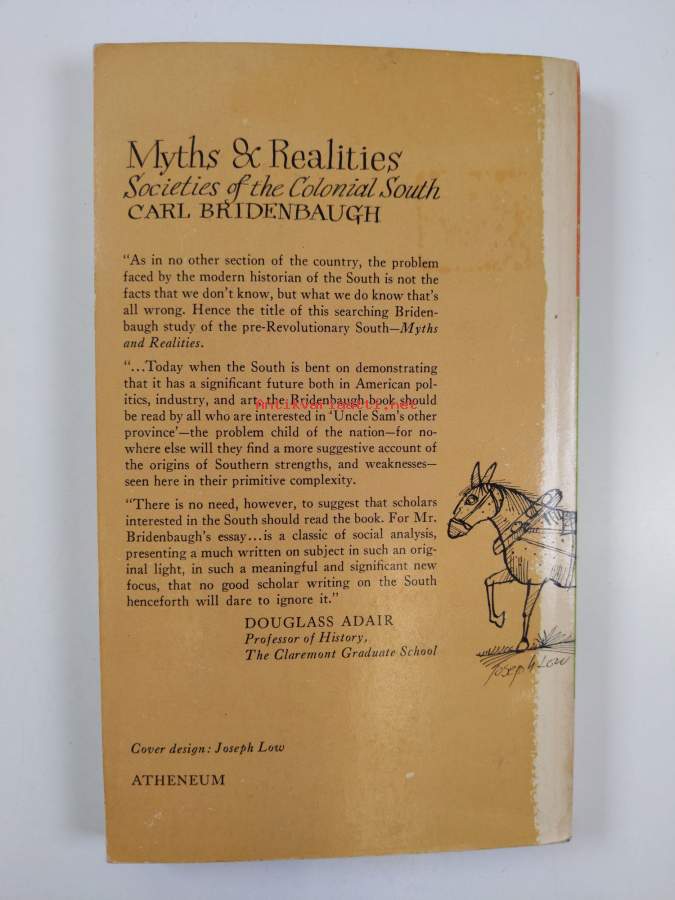 Myths & Realities
Societies of the Colonial South
CARL BRIDENBAUGH
"As in no other section of the country, the problem
faced by the modern historian of the South is not the
facts that we don't know, but what we do know that's
all wrong. Hence the title of this searching Briden-
baugh study of the pre-Revolutionary South—Myths
and Realities.
"...Today when the South is bent on demonstrating
that it has a significant future both in American pol-
itics, industry, and art, the Bridenbaugh book should
Antikvariaatti.net
be read by all who are interested in 'Uncle Sam's other
province'—the problem child of the nation—for no-
where else will they find a more suggestive account of
the origins of Southern strengths, and weaknesses—
seen here in their primitive complexity.
"There is no need, however, to suggest that scholars
interested in the South should read the book. For Mr.
Bridenbaugh's essay...is a classic of social analysis,
presenting a much written on subject in such an orig-
inal light, in such a meaningful and significant new
focus, that no good scholar writing on the South
henceforth will dare to ignore it."
DOUGLASS ADAIR
Professor of History,
The Claremont Graduate School
Joseph Low
Cover design: Joseph Low
ATHENEUM